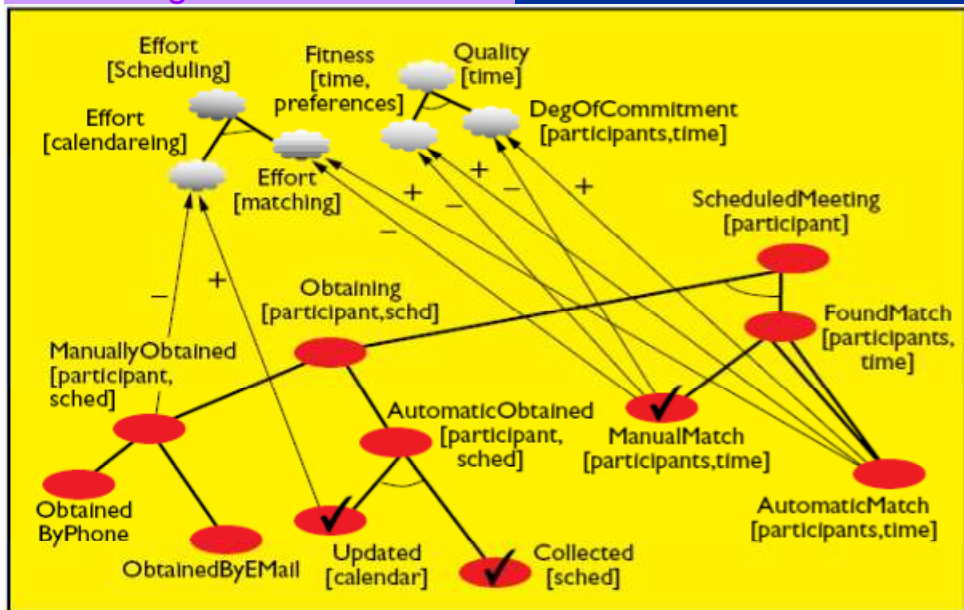 Effort
[Scheduling]
Fitness
[time,
preferences]
Quality
[time]
Effort
[calendareing]
DegOfCommitment
[participants,time]
Effort
[matching]
+
+
−
−
+
−
ScheduledMeeting
[participant]
−
+
Obtaining
[participant,schd]
FoundMatch
[participants,
time]
ManuallyObtained
[participant,
sched]
AutomaticObtained
[participant,
sched]
ManualMatch
[participants,time]
AutomaticMatch
[participants,time]
Obtained
ByPhone
ObtainedByEMail
Updated
[calendar]
Collected
[sched]